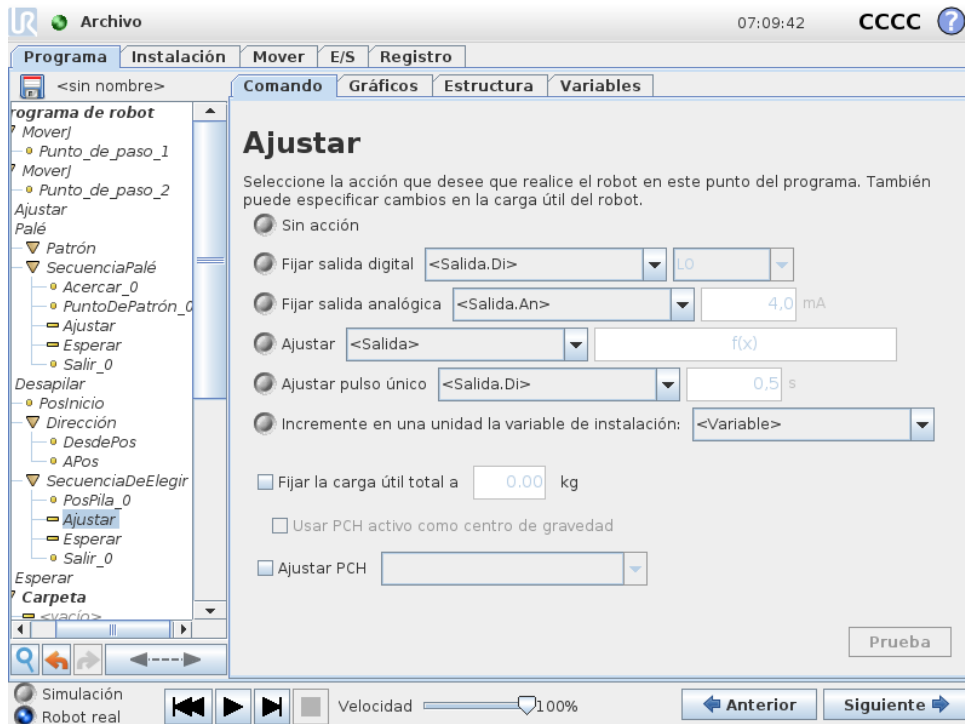 UR
Archivo
07:09:42
CCCC
?
Programa
Instalación
Mover
E/S
Registro
<sin nombre>
rograma de robot
MoverJ
Punto_de_paso_1
MoverJ
Punto_de_paso_2
Ajustar
Palé
Patrón
SecuenciaPalé
Acercar_0
PuntoDePatrón_0
Ajustar
Esperar
Salir_0
Desapilar
PosInicio
Dirección
DesdePos
APos
SecuenciaDeElegir
PosPila_0
Ajustar
Esperar
Salir_0
Esperar
Carpeta
<vacío>
Comando
Gráficos
Estructura
Variables
Ajustar
Seleccione la acción que desee que realice el robot en este punto del programa. También
puede especificar cambios en la carga útil del robot.
Sin acción
Fijar salida digital <Salida.Di> LO
Fijar salida analógica <Salida.An> 4,0 mA
Ajustar <Salida> f(x)
Ajustar pulso único <Salida.Di> 0,5 s
Incremente en una unidad la variable de instalación: <Variable>
Fijar la carga útil total a 0.00 kg
Usar PCH activo como centro de gravedad
Ajustar PCH
Prueba
Simulación
Robot real
Velocidad 100%
Anterior
Siguiente